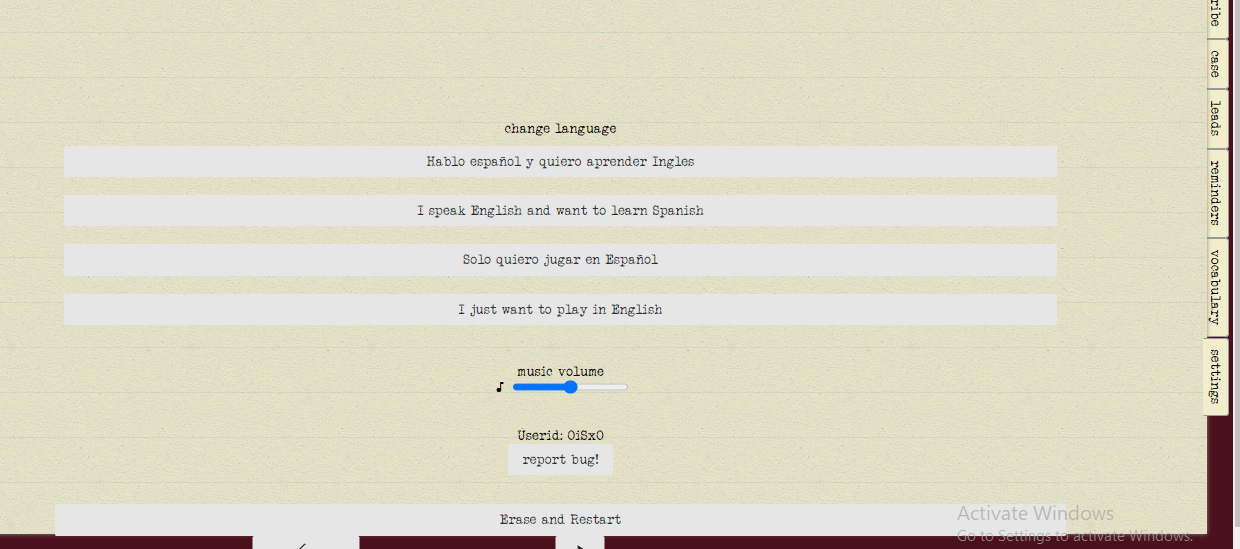 change language
Hablo español y quiero aprender Ingles
I speak English and want to learn Spanish
Solo quiero jugar en Español
I just want to play in English
music volume
Userid: OiSxO
report bug!
Erase and Restart
ribe
case
leads
reminders
vocabulary
settings
Activate Windows
Go to Settings to activate Windows.